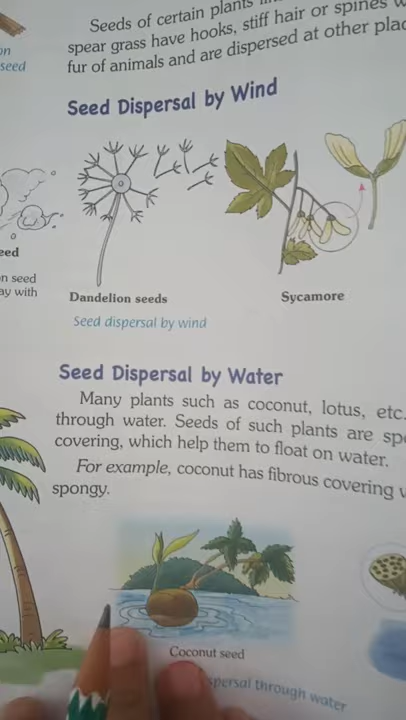 Seeds of certain plants
spear grass have hooks, stiff hair or spines
fur of animals and are dispersed at other
on
seed
Seed Dispersal by Wind
seed
Dandelion seeds
Sycamore
Seed dispersal by wind
with
Seed Dispersal by Water
Many plants such as coconut, lotus, etc.
through water. Seeds of such plants are
covering, which help them to float on water.
For example, coconut has fibrous covering
spongy.
Coconut seed
through water